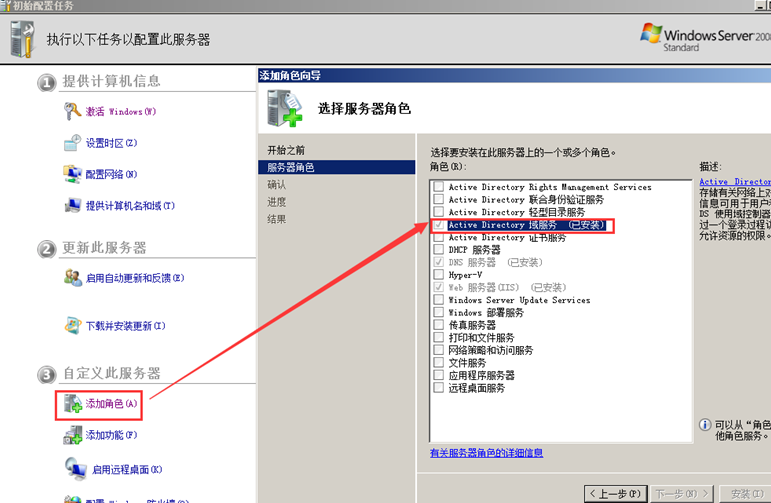 初始配置任务
执行以下任务以配置此服务器
Windows Server 2008
Standard
1 提供计算机信息
激活 Windows(W)
设置时区(Z)
配置网络(N)
提供计算机名和域(T)
2 更新此服务器
启用自动更新和反馈(E)
下载并安装更新(I)
3 自定义此服务器
添加角色(A)
添加功能(F)
启用远程桌面(K)
添加角色向导
选择服务器角色
开始之前
服务器角色
确认
进度
结果
选择要安装在此服务器上的一个或多个角色。
角色(R):
Active Directory Rights Management Services
Active Directory 联合身份验证服务
Active Directory 轻型目录服务
Active Directory 域服务 (已安装)
Active Directory 证书服务
DHCP 服务器
DNS 服务器 (已安装)
Hyper-V
Web 服务器(IIS) (已安装)
Windows Server Update Services
Windows 部署服务
传真服务器
打印和文件服务
网络策略和访问服务
文件服务
应用程序服务器
远程桌面服务
有关服务器角色的详细信息
描述:
Active Director
存储有关网络上对
信息可用于用户
DS 使用域控制器
过一个登录过程访
允许资源的权限。
可以从“角色
他角色服务。
< 上一步(P)
下一步(N) >
安装(I)